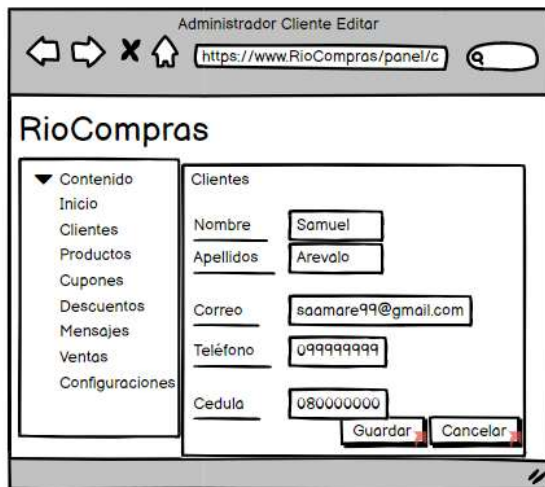 Administrador Cliente Editar
https://www.RioCompras/panel/c
RioCompras
Contenido
Inicio
Clientes
Productos
Cupones
Descuentos
Mensajes
Ventas
Configuraciones
Clientes
Nombre Samuel
Apellidos Arevalo
Correo saamare99@gmail.com
Teléfono 099999999
Cedula 080000000
Guardar Cancelar